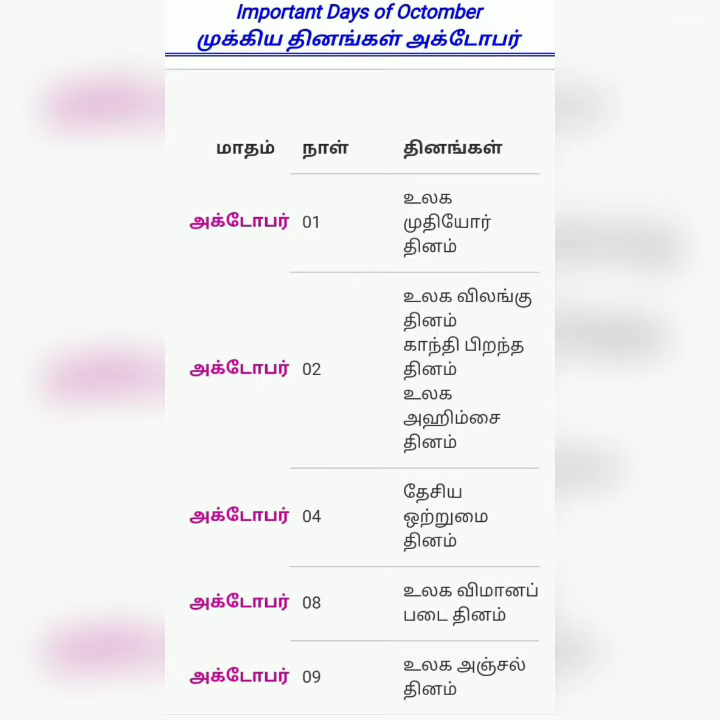 Important Days of Octomber
முக்கிய தினங்கள் அக்டோபர்
மாதம் நாள் தினங்கள்
அக்டோபர் 01 உலக
முதியோர்
தினம்
அக்டோபர் 02 உலக விலங்கு
தினம்
காந்தி பிறந்த
தினம்
உலக
அஹிம்சை
தினம்
அக்டோபர் 04 தேசிய
ஒற்றுமை
தினம்
அக்டோபர் 08 உலக விமானப்
படை தினம்
அக்டோபர் 09 உலக அஞ்சல்
தினம்